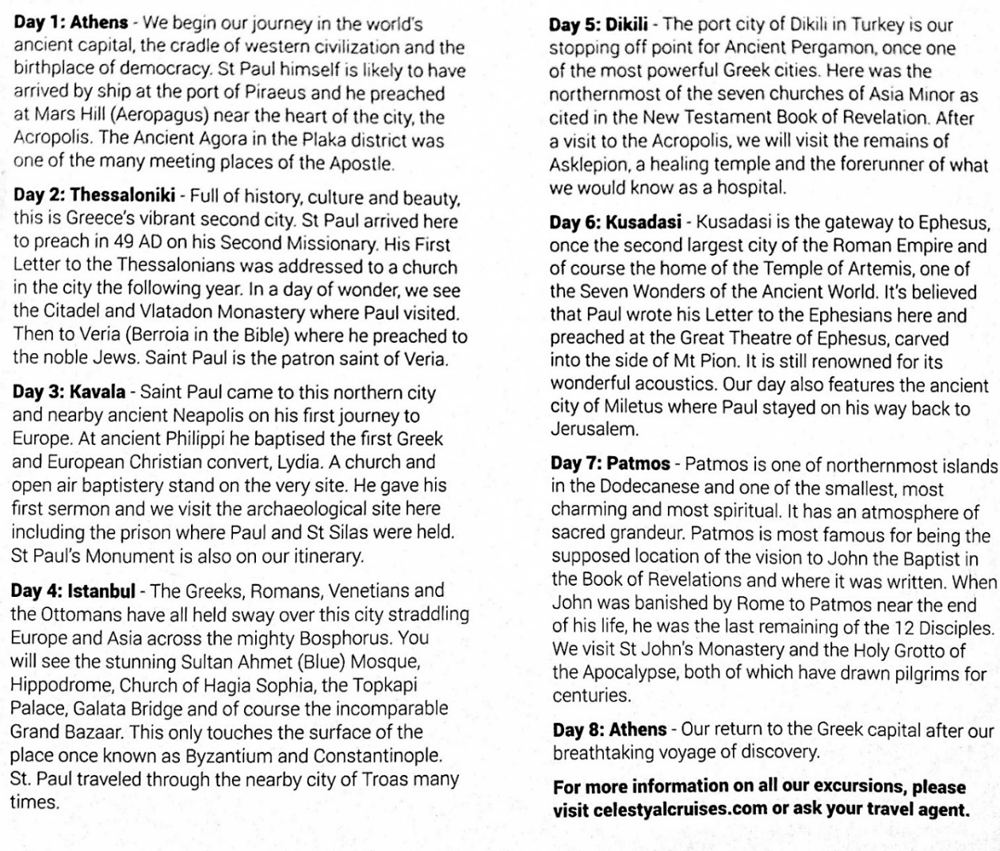 Day 1: Athens - We begin our journey in the world's
ancient capital, the cradle of western civilization and the
birthplace of democracy. St Paul himself is likely to have
arrived by ship at the port of Piraeus and he preached
at Mars Hill (Aeropagus) near the heart of the city, the
Acropolis. The Ancient Agora in the Plaka district was
one of the many meeting places of the Apostle.
Day 2: Thessaloniki - Full of history, culture and beauty,
this is Greece's vibrant second city. St Paul arrived here
to preach in 49 AD on his Second Missionary. His First
Letter to the Thessalonians was addressed to a church
in the city the following year. In a day of wonder, we see
the Citadel and Vlatadon Monastery where Paul visited.
Then to Veria (Berroia in the Bible) where he preached to
the noble Jews. Saint Paul is the patron saint of Veria.
Day 3: Kavala - Saint Paul came to this northern city
and nearby ancient Neapolis on his first journey to
Europe. At ancient Philippi he baptised the first Greek
and European Christian convert, Lydia. A church and
open air baptistery stand on the very site. He gave his
first sermon and we visit the archaeological site here
including the prison where Paul and St Silas were held.
St Paul's Monument is also on our itinerary.
Day 4: Istanbul - The Greeks, Romans, Venetians and
the Ottomans have all held sway over this city straddling
Europe and Asia across the mighty Bosphorus. You
will see the stunning Sultan Ahmet (Blue) Mosque,
Hippodrome, Church of Hagia Sophia, the Topkapi
Palace, Galata Bridge and of course the incomparable
Grand Bazaar. This only touches the surface of the
place once known as Byzantium and Constantinople.
St. Paul traveled through the nearby city of Troas many
times.
Day 5: Dikili - The port city of Dikili in Turkey is our
stopping off point for Ancient Pergamon, once one
of the most powerful Greek cities. Here was the
northernmost of the seven churches of Asia Minor as
cited in the New Testament Book of Revelation. After
a visit to the Acropolis, we will visit the remains of
Asklepion, a healing temple and the forerunner of what
we would know as a hospital.
Day 6: Kusadasi - Kusadasi is the gateway to Ephesus,
once the second largest city of the Roman Empire and
of course the home of the Temple of Artemis, one of
the Seven Wonders of the Ancient World. It's believed
that Paul wrote his Letter to the Ephesians here and
preached at the Great Theatre of Ephesus, carved
into the side of Mt Pion. It is still renowned for its
wonderful acoustics. Our day also features the ancient
city of Miletus where Paul stayed on his way back to
Jerusalem.
Day 7: Patmos - Patmos is one of northernmost islands
in the Dodecanese and one of the smallest, most
charming and most spiritual. It has an atmosphere of
sacred grandeur. Patmos is most famous for being the
supposed location of the vision to John the Baptist in
the Book of Revelations and where it was written. When
John was banished by Rome to Patmos near the end
of his life, he was the last remaining of the 12 Disciples.
We visit St John's Monastery and the Holy Grotto of
the Apocalypse, both of which have drawn pilgrims for
centuries.
Day 8: Athens - Our return to the Greek capital after our
breathtaking voyage of discovery.
For more information on all our excursions, please
visit celestyalcruises.com or ask your travel agent.